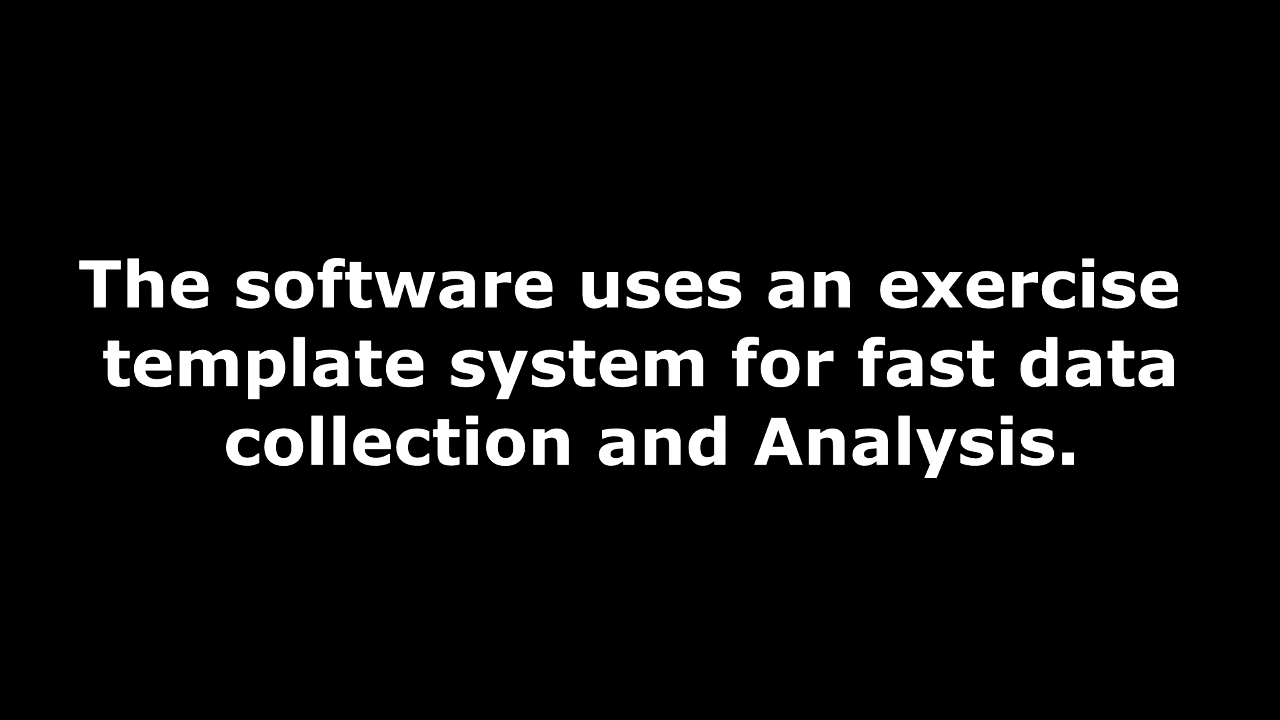 The software uses an exercise
template system for fast data
collection and Analysis.